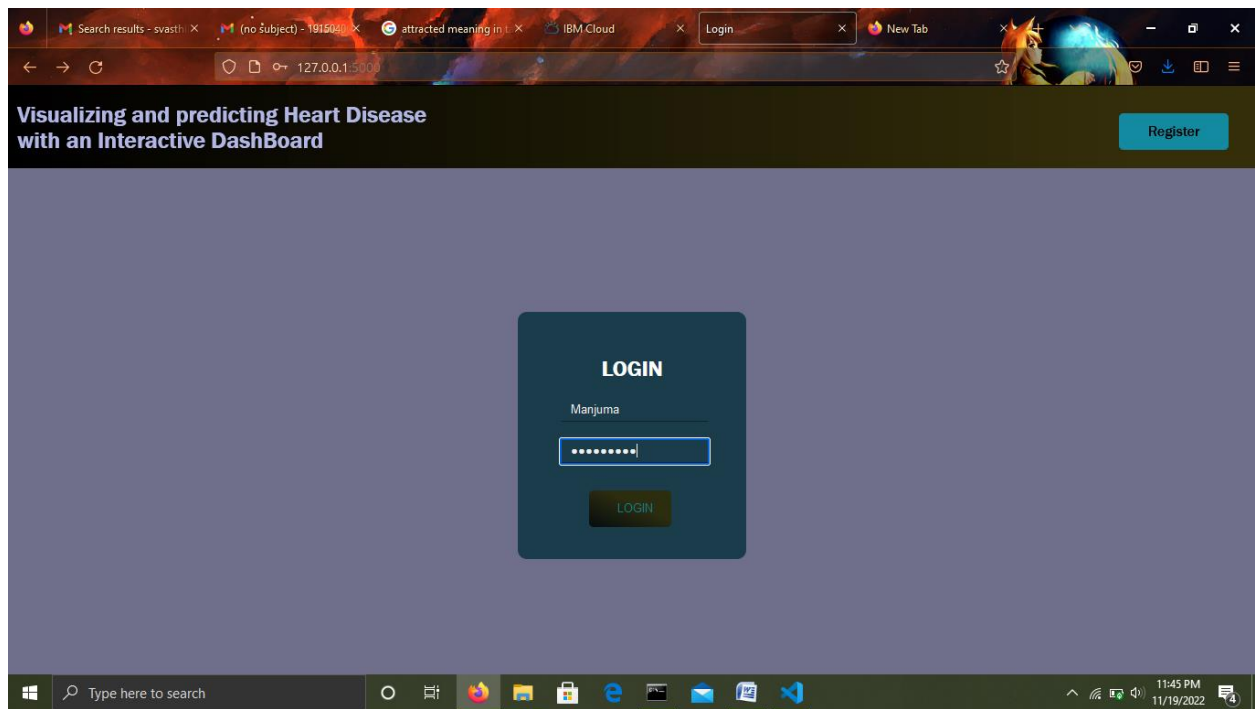 Search results - svasth
(no subject) - 1915040
attracted meaning in t
IBM Cloud
Login
New Tab
127.0.0.1:5000
Visualizing and predicting Heart Disease
with an Interactive DashBoard
Register
LOGIN
Manjuma
LOGIN
Type here to search
11:45 PM
11/19/2022
4